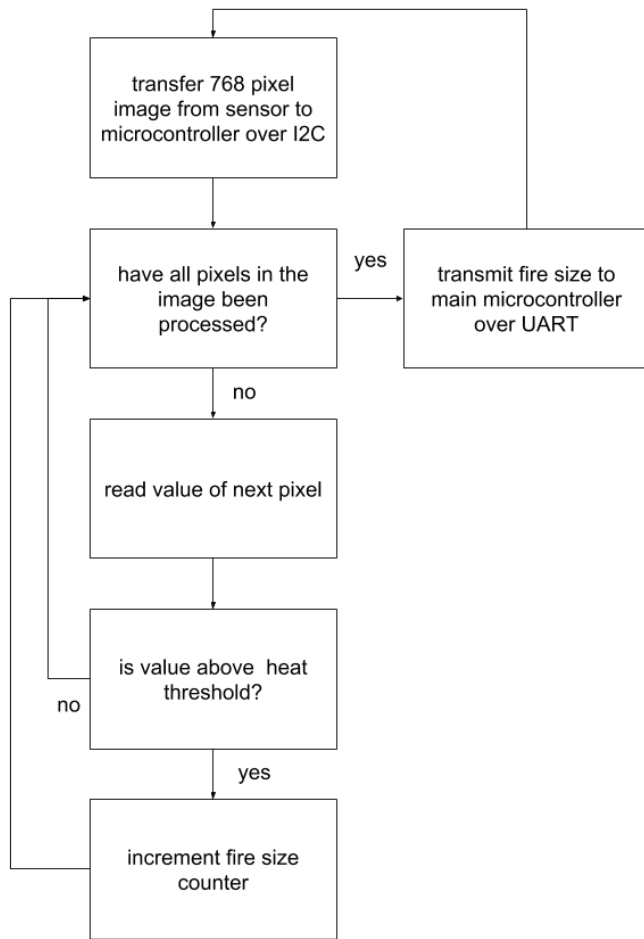 transfer 768 pixel
image from sensor to
microcontroller over I2C
have all pixels in the
image been
processed?
yes
transmit fire size to
main microcontroller
over UART
no
read value of next pixel
is value above heat
threshold?
no
yes
increment fire size
counter